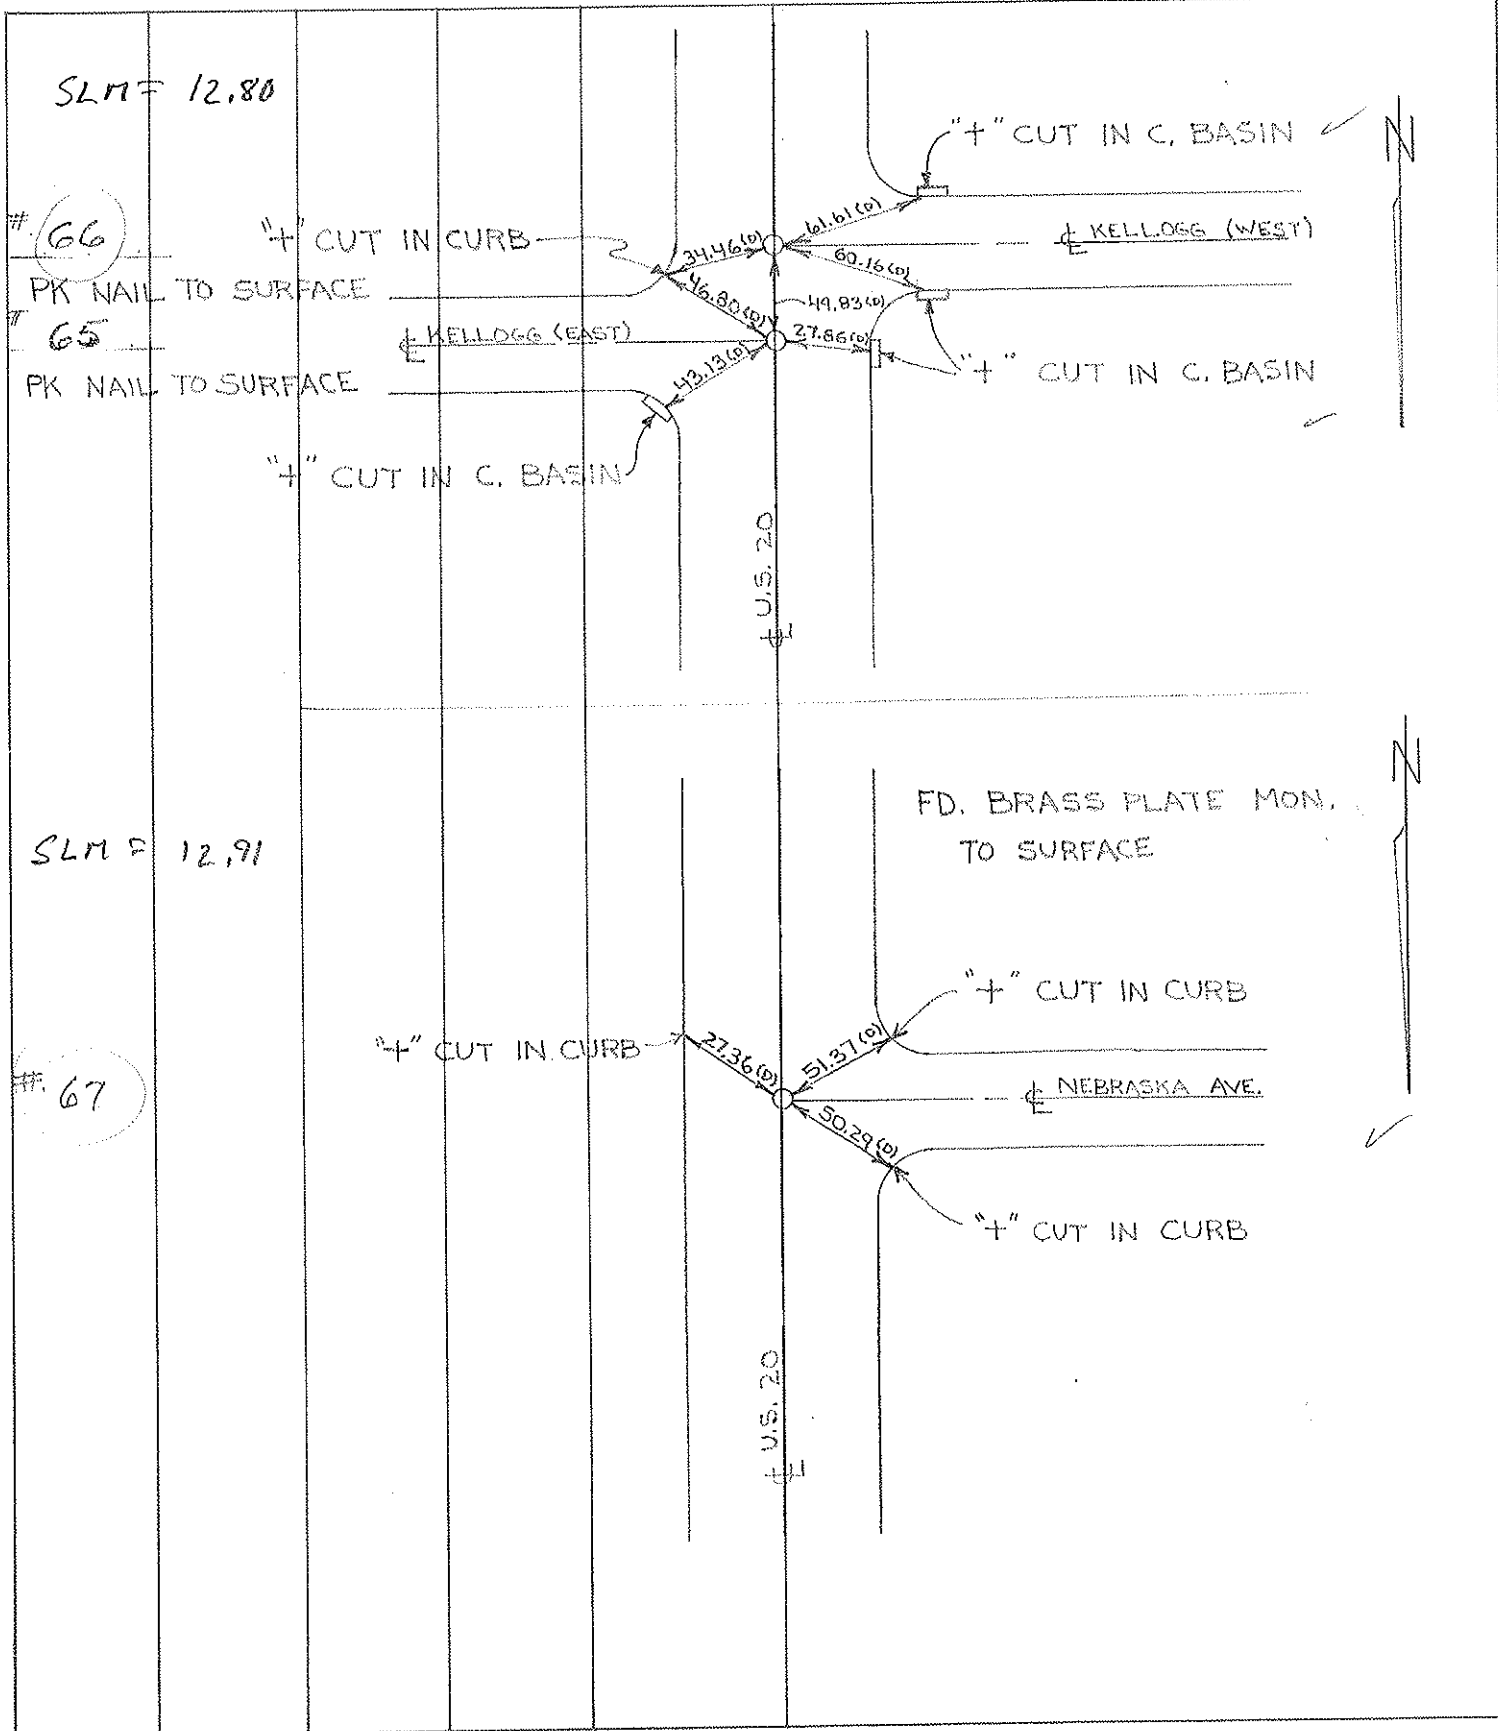 SLM = 12.80
"+" CUT IN C. BASIN
N
# 66
"+" CUT IN CURB
34.46(D)
61.61(D)
℄ KELLOGG (WEST)
PK NAIL TO SURFACE
46.80(D)
60.16(D)
49.83(D)
# 65
℄ KELLOGG (EAST)
27.86(D)
"+" CUT IN C. BASIN
PK NAIL TO SURFACE
43.13(D)
"+" CUT IN C. BASIN
℄ U.S. 20
N
FD. BRASS PLATE MON.
TO SURFACE
SLM = 12.91
"+" CUT IN CURB
"+" CUT IN CURB
27.36(D)
51.37(D)
# 67
℄ NEBRASKA AVE.
50.29(D)
"+" CUT IN CURB
℄ U.S. 20